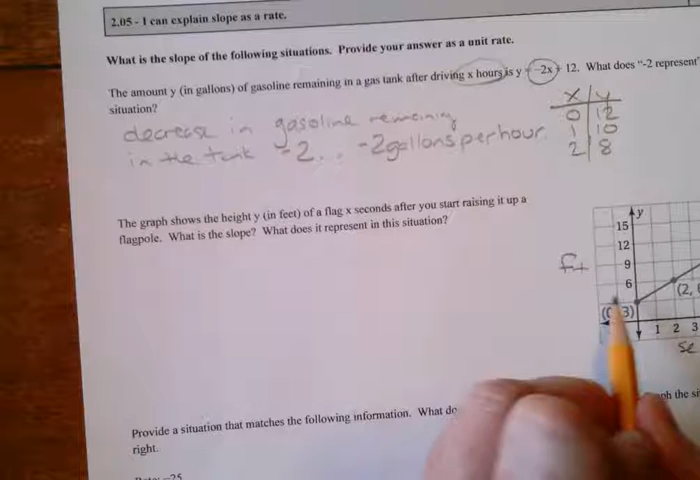 2.05 - I can explain slope as a rate.
What is the slope of the following situations. Provide your answer as a unit rate.
The amount y (in gallons) of gasoline remaining in a gas tank after driving x hours is y = -2x + 12. What does "-2 represent"
situation?
x y
0 12
1 10
2 8
decrease in gasoline remaining
in the tank -2... -2 gallons per hour.
The graph shows the height y (in feet) of a flag x seconds after you start raising it up a
flagpole. What is the slope? What does it represent in this situation?
y
15
12
9
6
ft
(2,
3)
1 2 3
se
Provide a situation that matches the following information. What do
the
right.